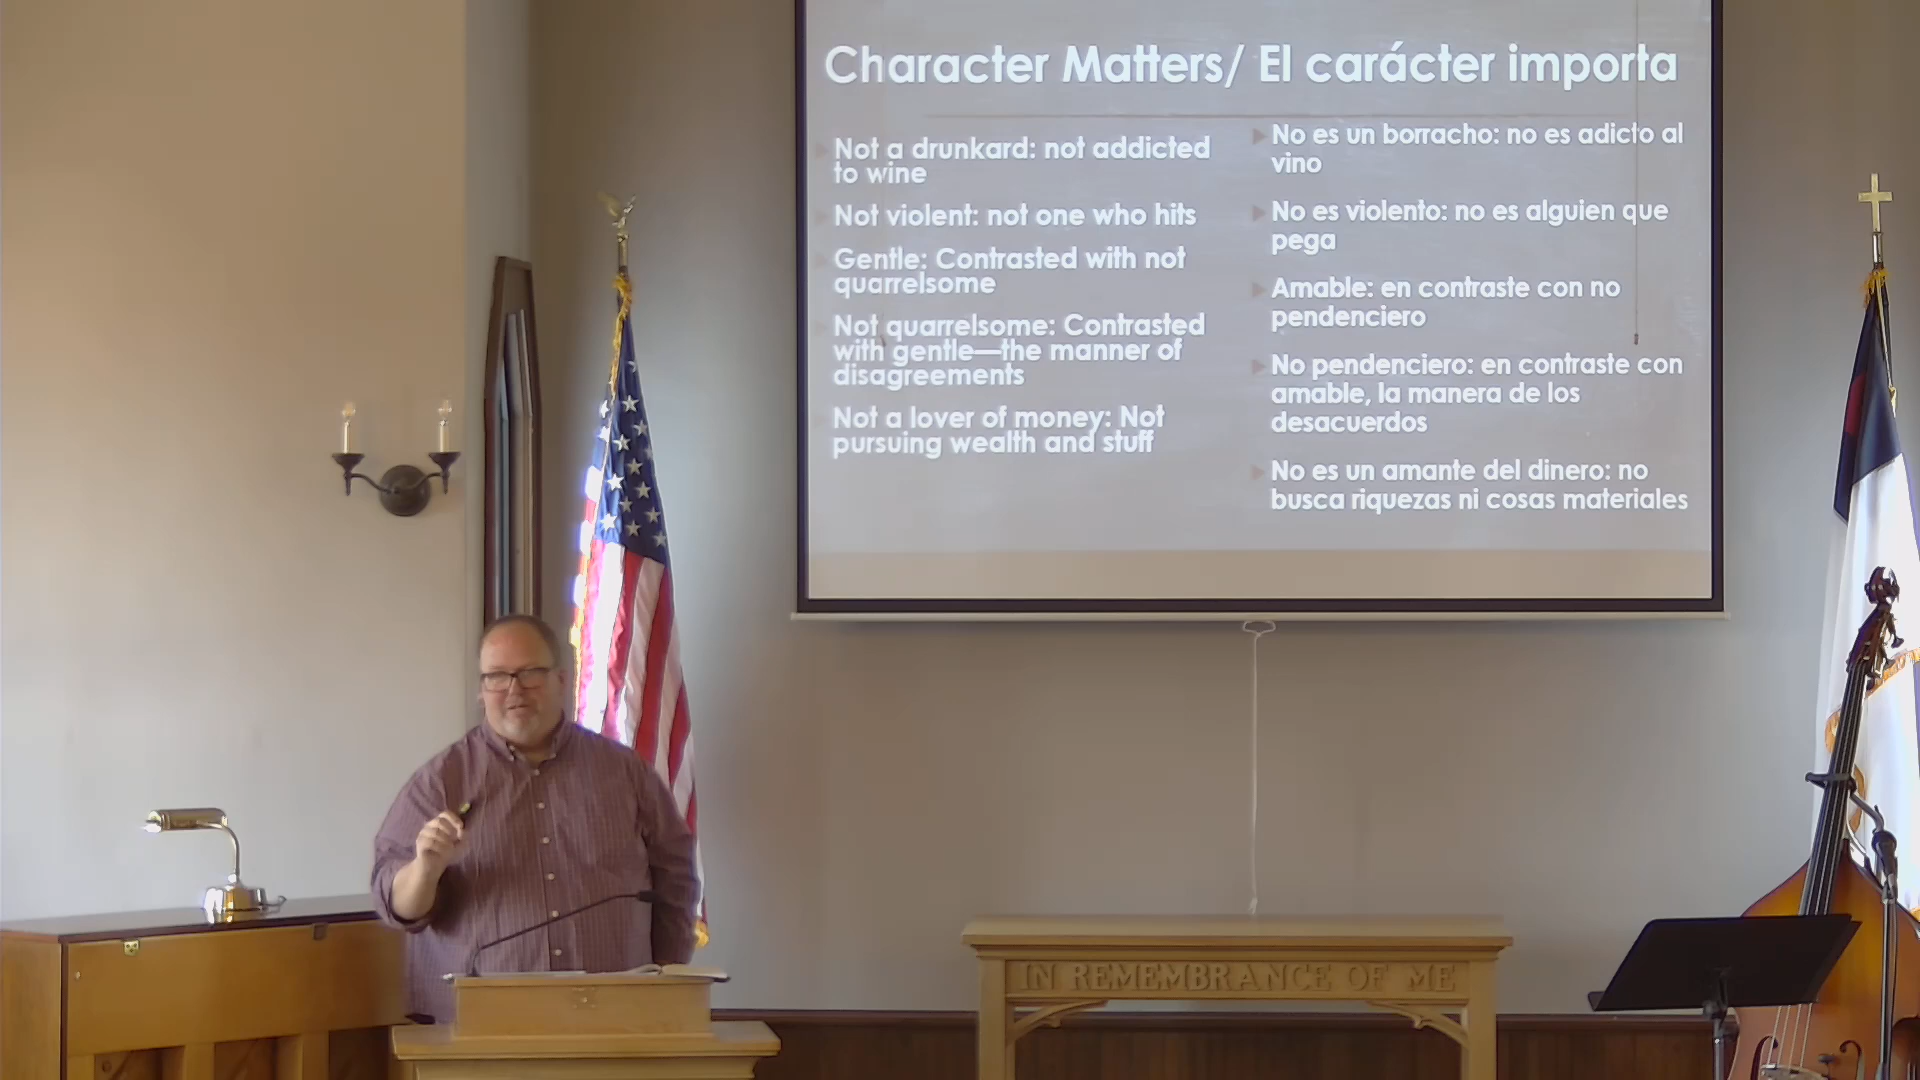 Character Matters/ El carácter importa
Not a drunkard: not addicted
to wine
Not violent: not one who hits
Gentle: Contrasted with not
quarrelsome
Not quarrelsome: Contrasted
with gentle—the manner of
disagreements
Not a lover of money: Not
pursuing wealth and stuff
No es un borracho: no es adicto al
vino
No es violento: no es alguien que
pega
Amable: en contraste con no
pendenciero
No pendenciero: en contraste con
amable, la manera de los
desacuerdos
No es un amante del dinero: no
busca riquezas ni cosas materiales
IN REMEMBRANCE OF ME